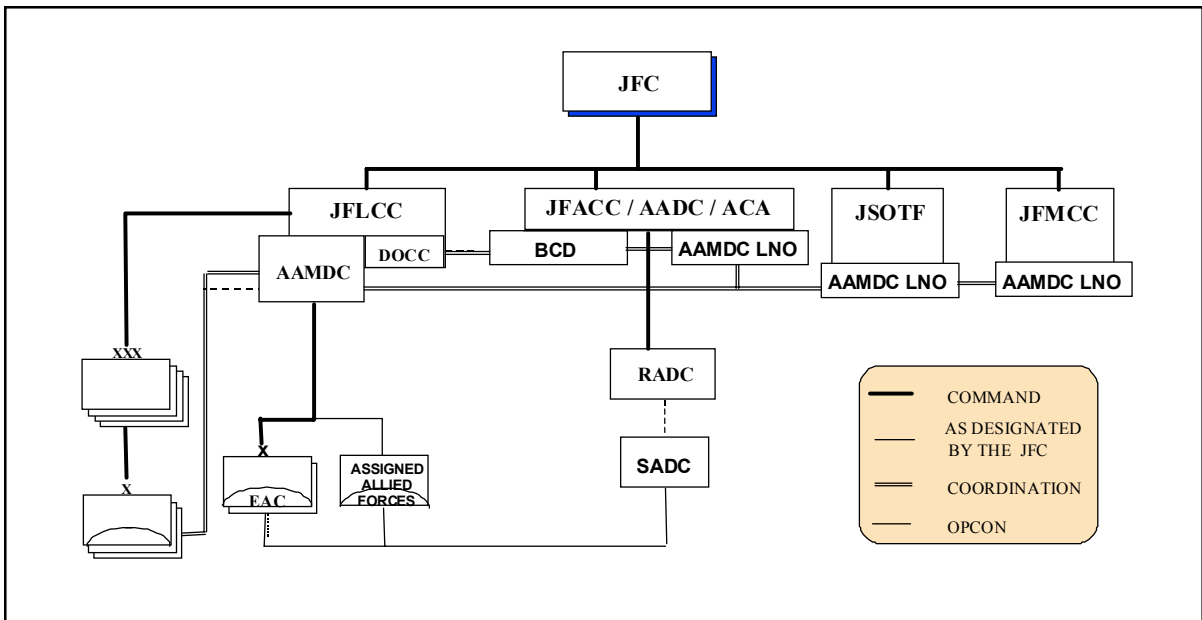 JFC
JFLCC
JFACC / AADC / ACA
JSOTF
JFMCC
DOCC
BCD
AAMDC LNO
AAMDC
AAMDC LNO
AAMDC LNO
XXX
RADC
COMMAND
AS DESIGNATED
BY THE JFC
COORDINATION
OPCON
X
X
EAC
ASSIGNED
ALLIED
FORCES
SADC